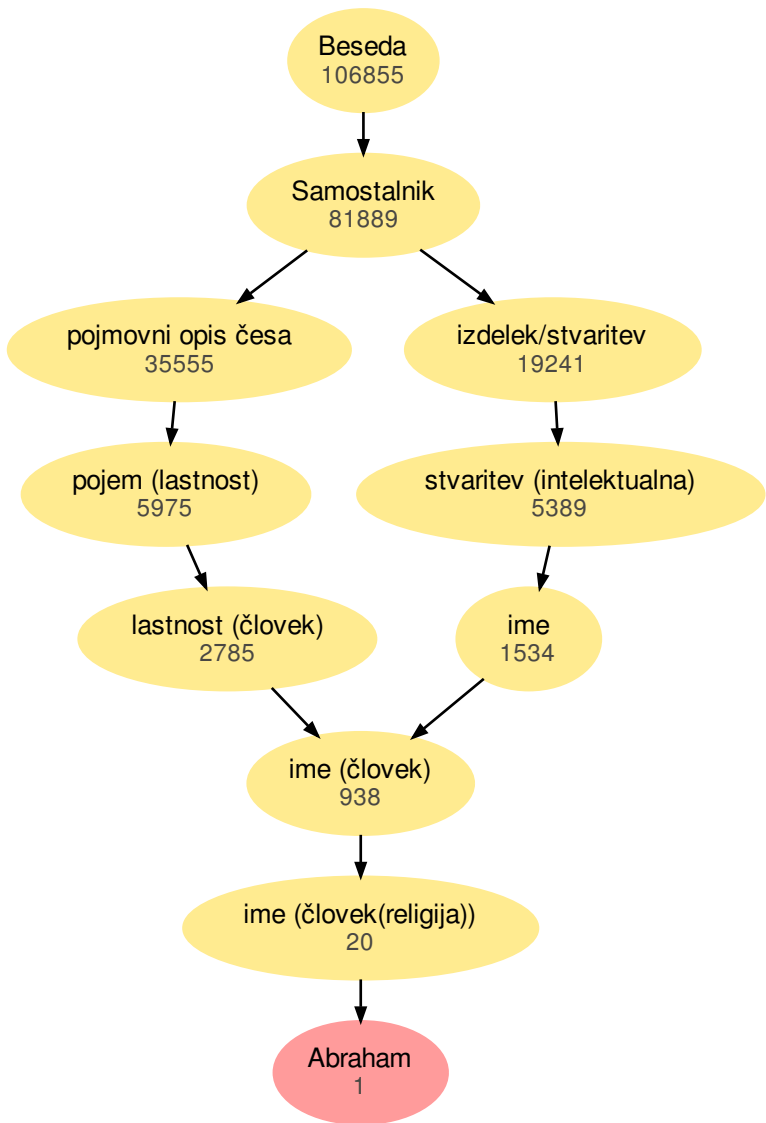 Beseda
106855
Samostalnik
81889
pojmovni opis česa
35555
izdelek/stvaritev
19241
pojem (lastnost)
5975
stvaritev (intelektualna)
5389
lastnost (človek)
2785
ime
1534
ime (človek)
938
ime (človek(religija))
20
Abraham
1